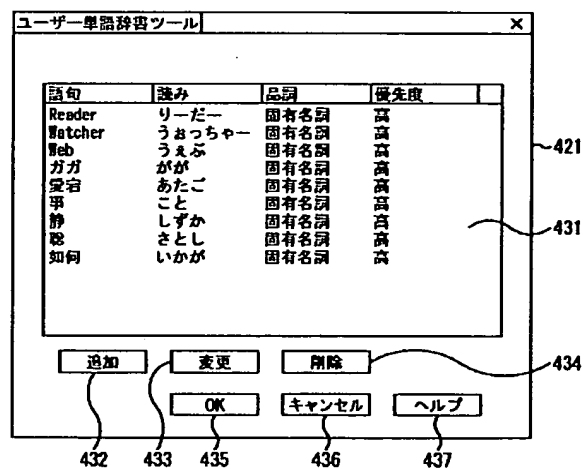 ユーザー単語辞書ツール ×
語句 読み 品詞 優先度
Reader りーだー 固有名詞 高
Watcher うぉっちゃー 固有名詞 高
Web うぇぶ 固有名詞 高
ガガ がが 固有名詞 高
愛宕 あたご 固有名詞 高
事 こと 固有名詞 高
静 しずか 固有名詞 高
聡 さとし 固有名詞 高
如何 いかが 固有名詞 高
421
431
追加 変更 削除 434
OK キャンセル ヘルプ
432 433 435 436 437